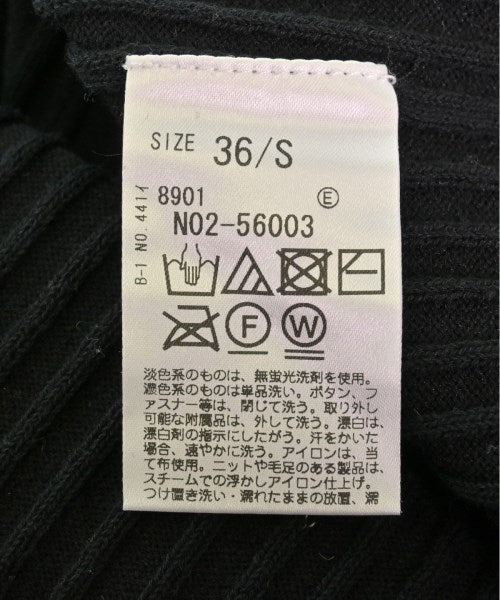 SIZE 36/S
8901 Ⓔ
N02-56003
B-1 NO.441イ
F W
淡色系のものは、無蛍光洗剤を使用。
濃色系のものは単品洗い。ボタン、フ
ァスナー等は、閉じて洗う。取り外し
可能な附属品は、外して洗う。漂白は、
漂白剤の指示にしたがう。汗をかいた
場合、速やかに洗う。アイロンは、当
て布使用。ニットや毛足のある製品は、
スチームでの浮かしアイロン仕上げ。
つけ置き洗い・濡れたままの放置、濡